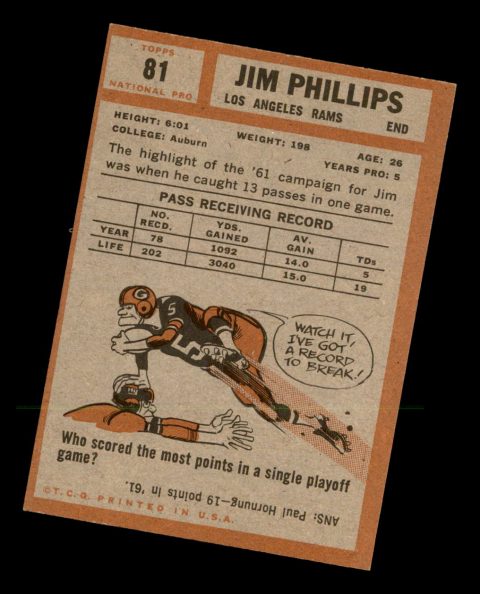 TOPPS
81
NATIONAL PRO
JIM PHILLIPS
LOS ANGELES RAMS END
HEIGHT: 6:01 WEIGHT: 198 AGE: 26
COLLEGE: Auburn YEARS PRO: 5
The highlight of the '61 campaign for Jim
was when he caught 13 passes in one game.
PASS RECEIVING RECORD
NO. RECD. YDS. GAINED AV. GAIN TDs
YEAR 78 1092 14.0 5
LIFE 202 3040 15.0 19
G
5
5
WATCH IT,
I'VE GOT
A RECORD
TO BREAK!
Who scored the most points in a single playoff
game?
ANS: Paul Hornung—19 points in '61.
©T.C.G. PRINTED IN U.S.A.